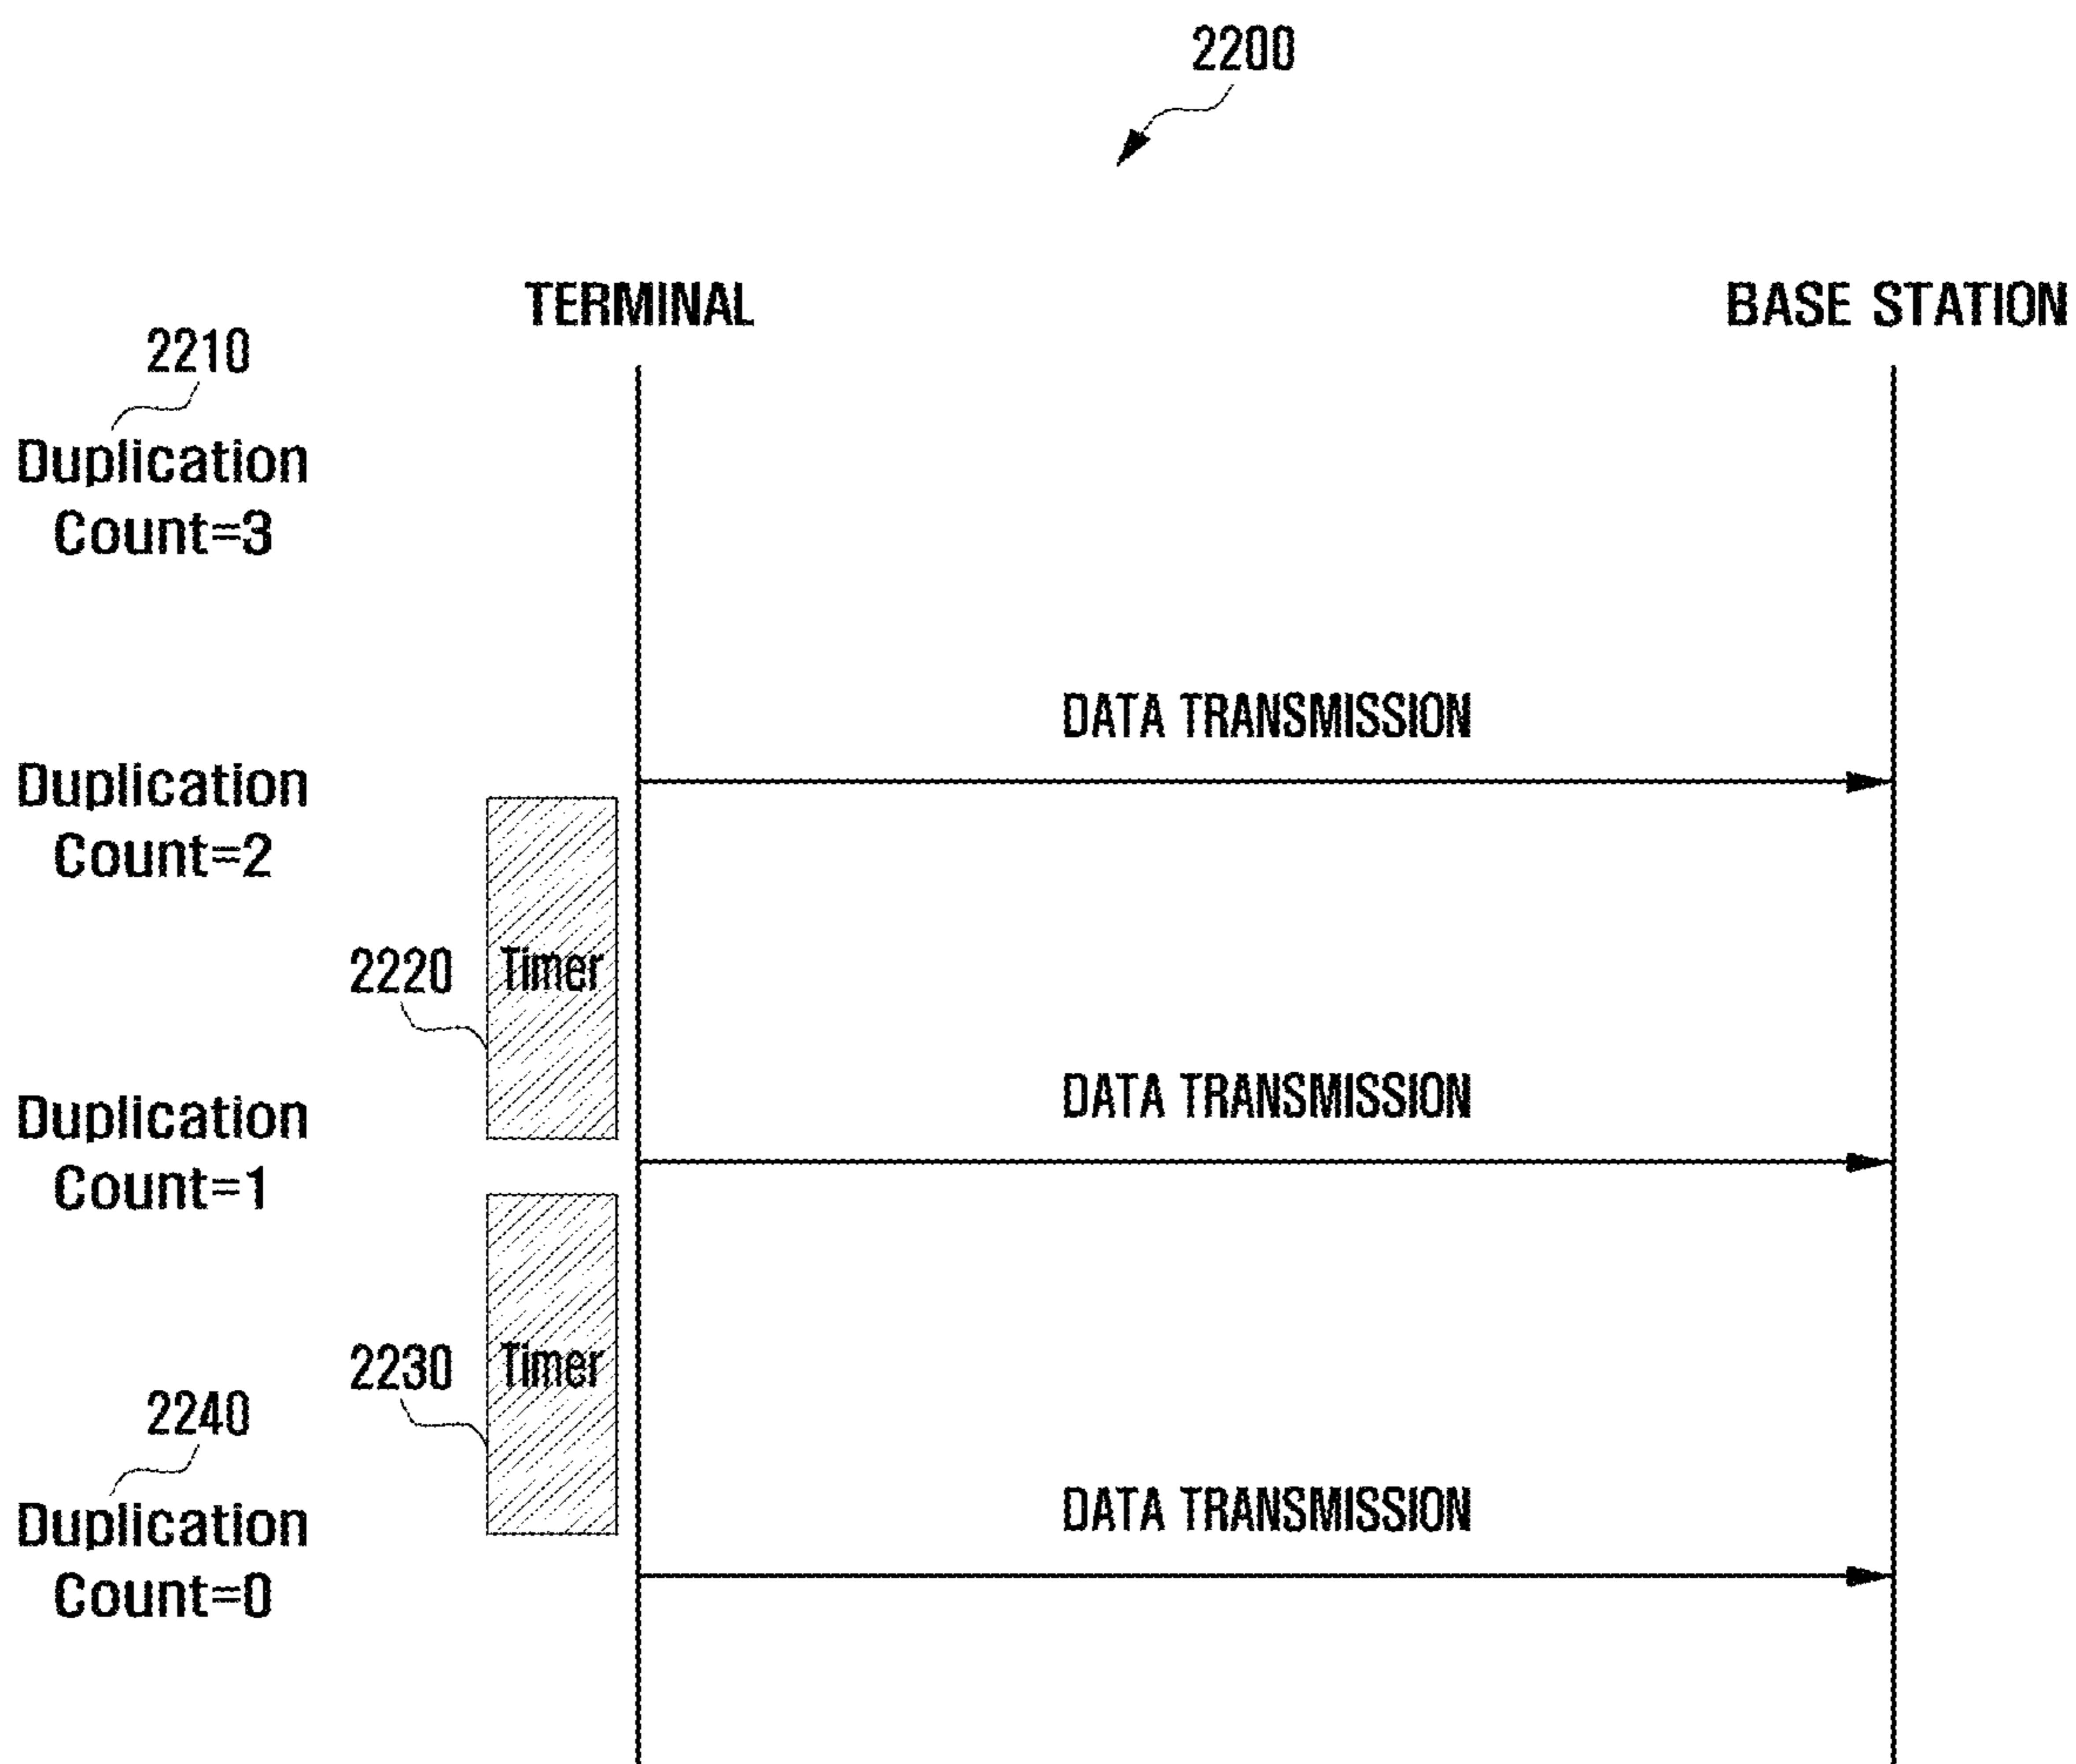 2200
TERMINAL
BASE STATION
2210
Duplication
Count=3
DATA TRANSMISSION
Duplication
Count=2
2220
Timer
DATA TRANSMISSION
Duplication
Count=1
2230
Timer
2240
DATA TRANSMISSION
Duplication
Count=0